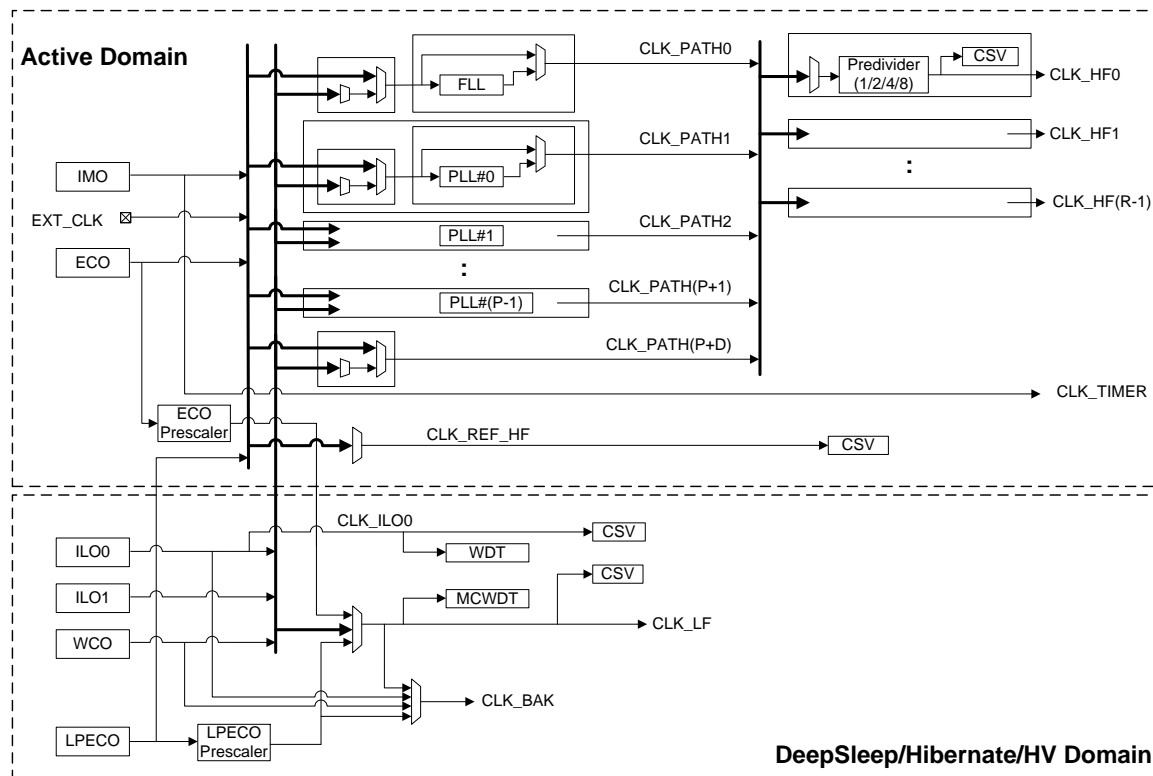 Active Domain
CLK_PATH0
CSV
Predivider
(1/2/4/8)
CLK_HF0
FLL
CLK_PATH1
CLK_HF1
:
IMO
PLL#0
CLK_HF(R-1)
EXT_CLK
CLK_PATH2
PLL#1
ECO
:
CLK_PATH(P+1)
PLL#(P-1)
CLK_PATH(P+D)
CLK_TIMER
ECO
Prescaler
CLK_REF_HF
CSV
CLK_ILO0
CSV
ILO0
WDT
CSV
ILO1
MCWDT
CLK_LF
WCO
CLK_BAK
LPECO
LPECO
Prescaler
DeepSleep/Hibernate/HV Domain